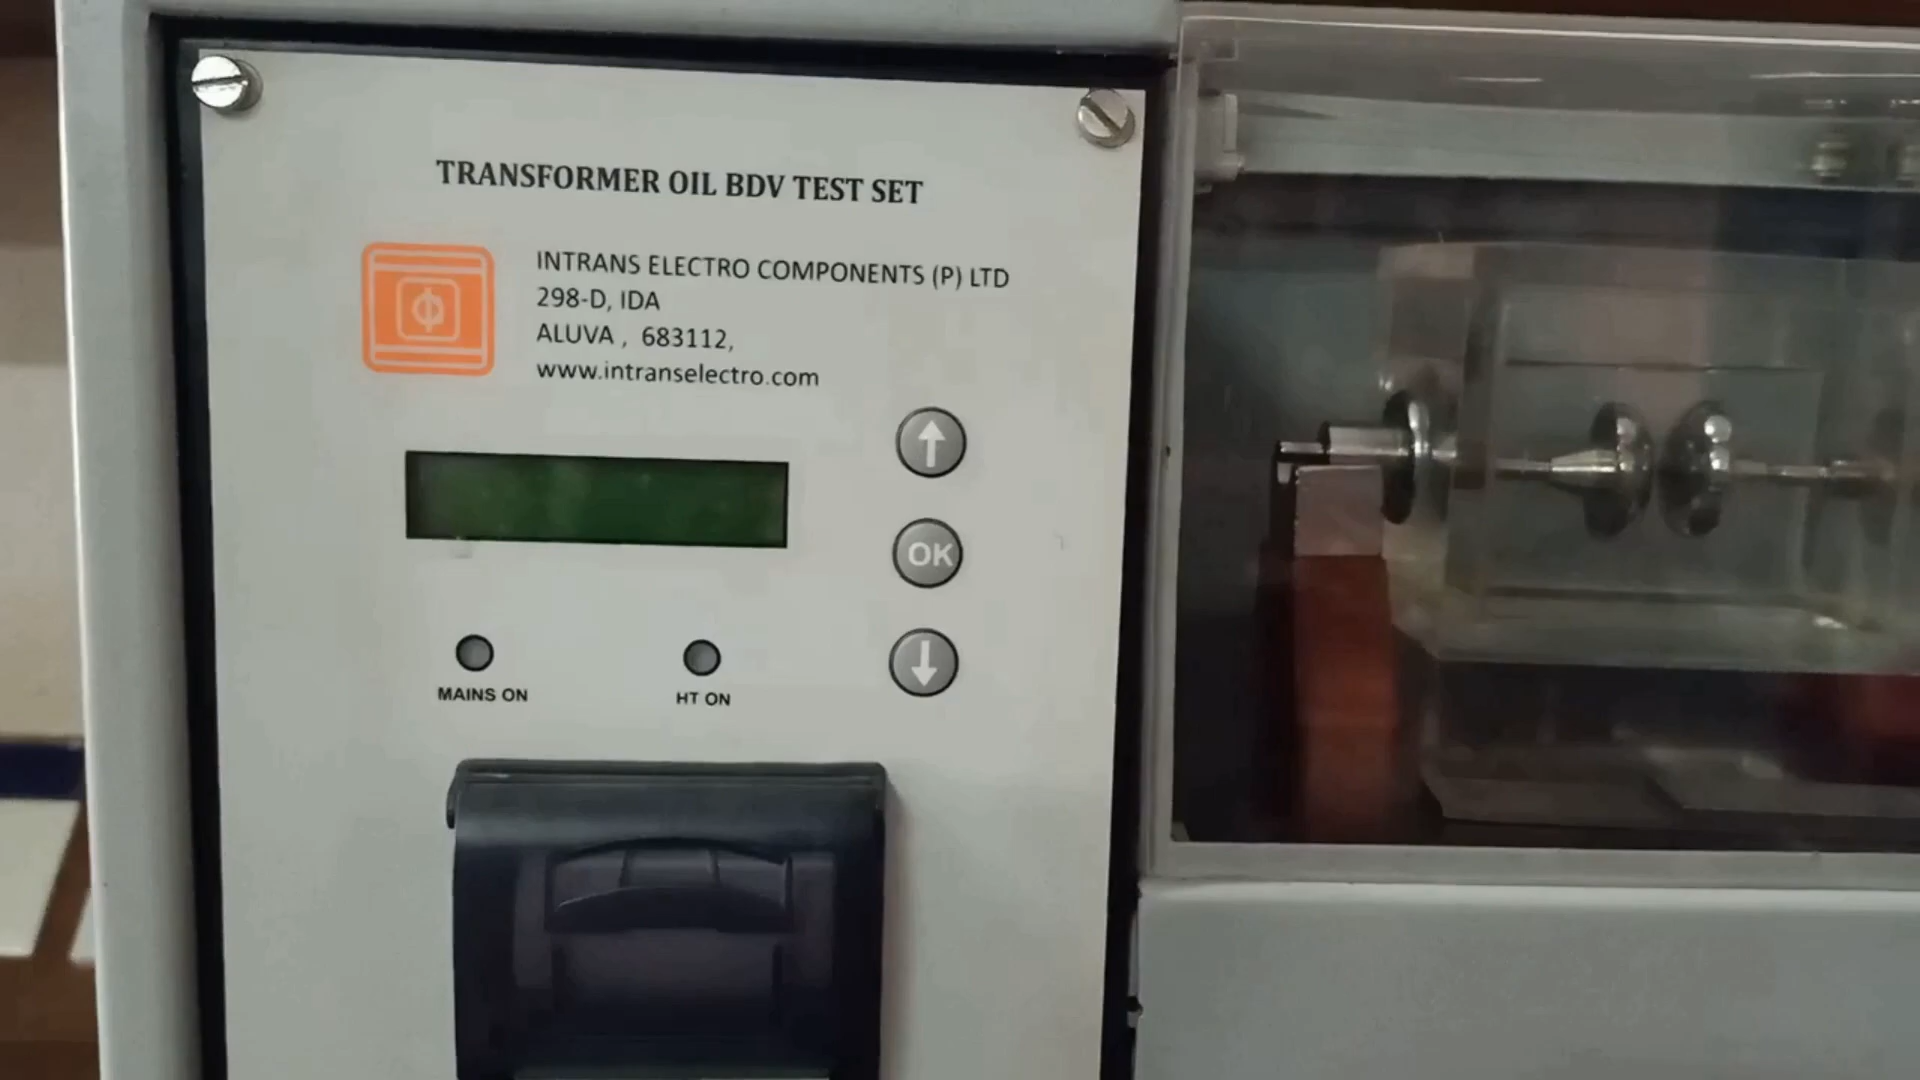 TRANSFORMER OIL BDV TEST SET
INTRANS ELECTRO COMPONENTS (P) LTD
298-D, IDA
ALUVA , 683112,
www.intranselectro.com
OK
MAINS ON
HT ON